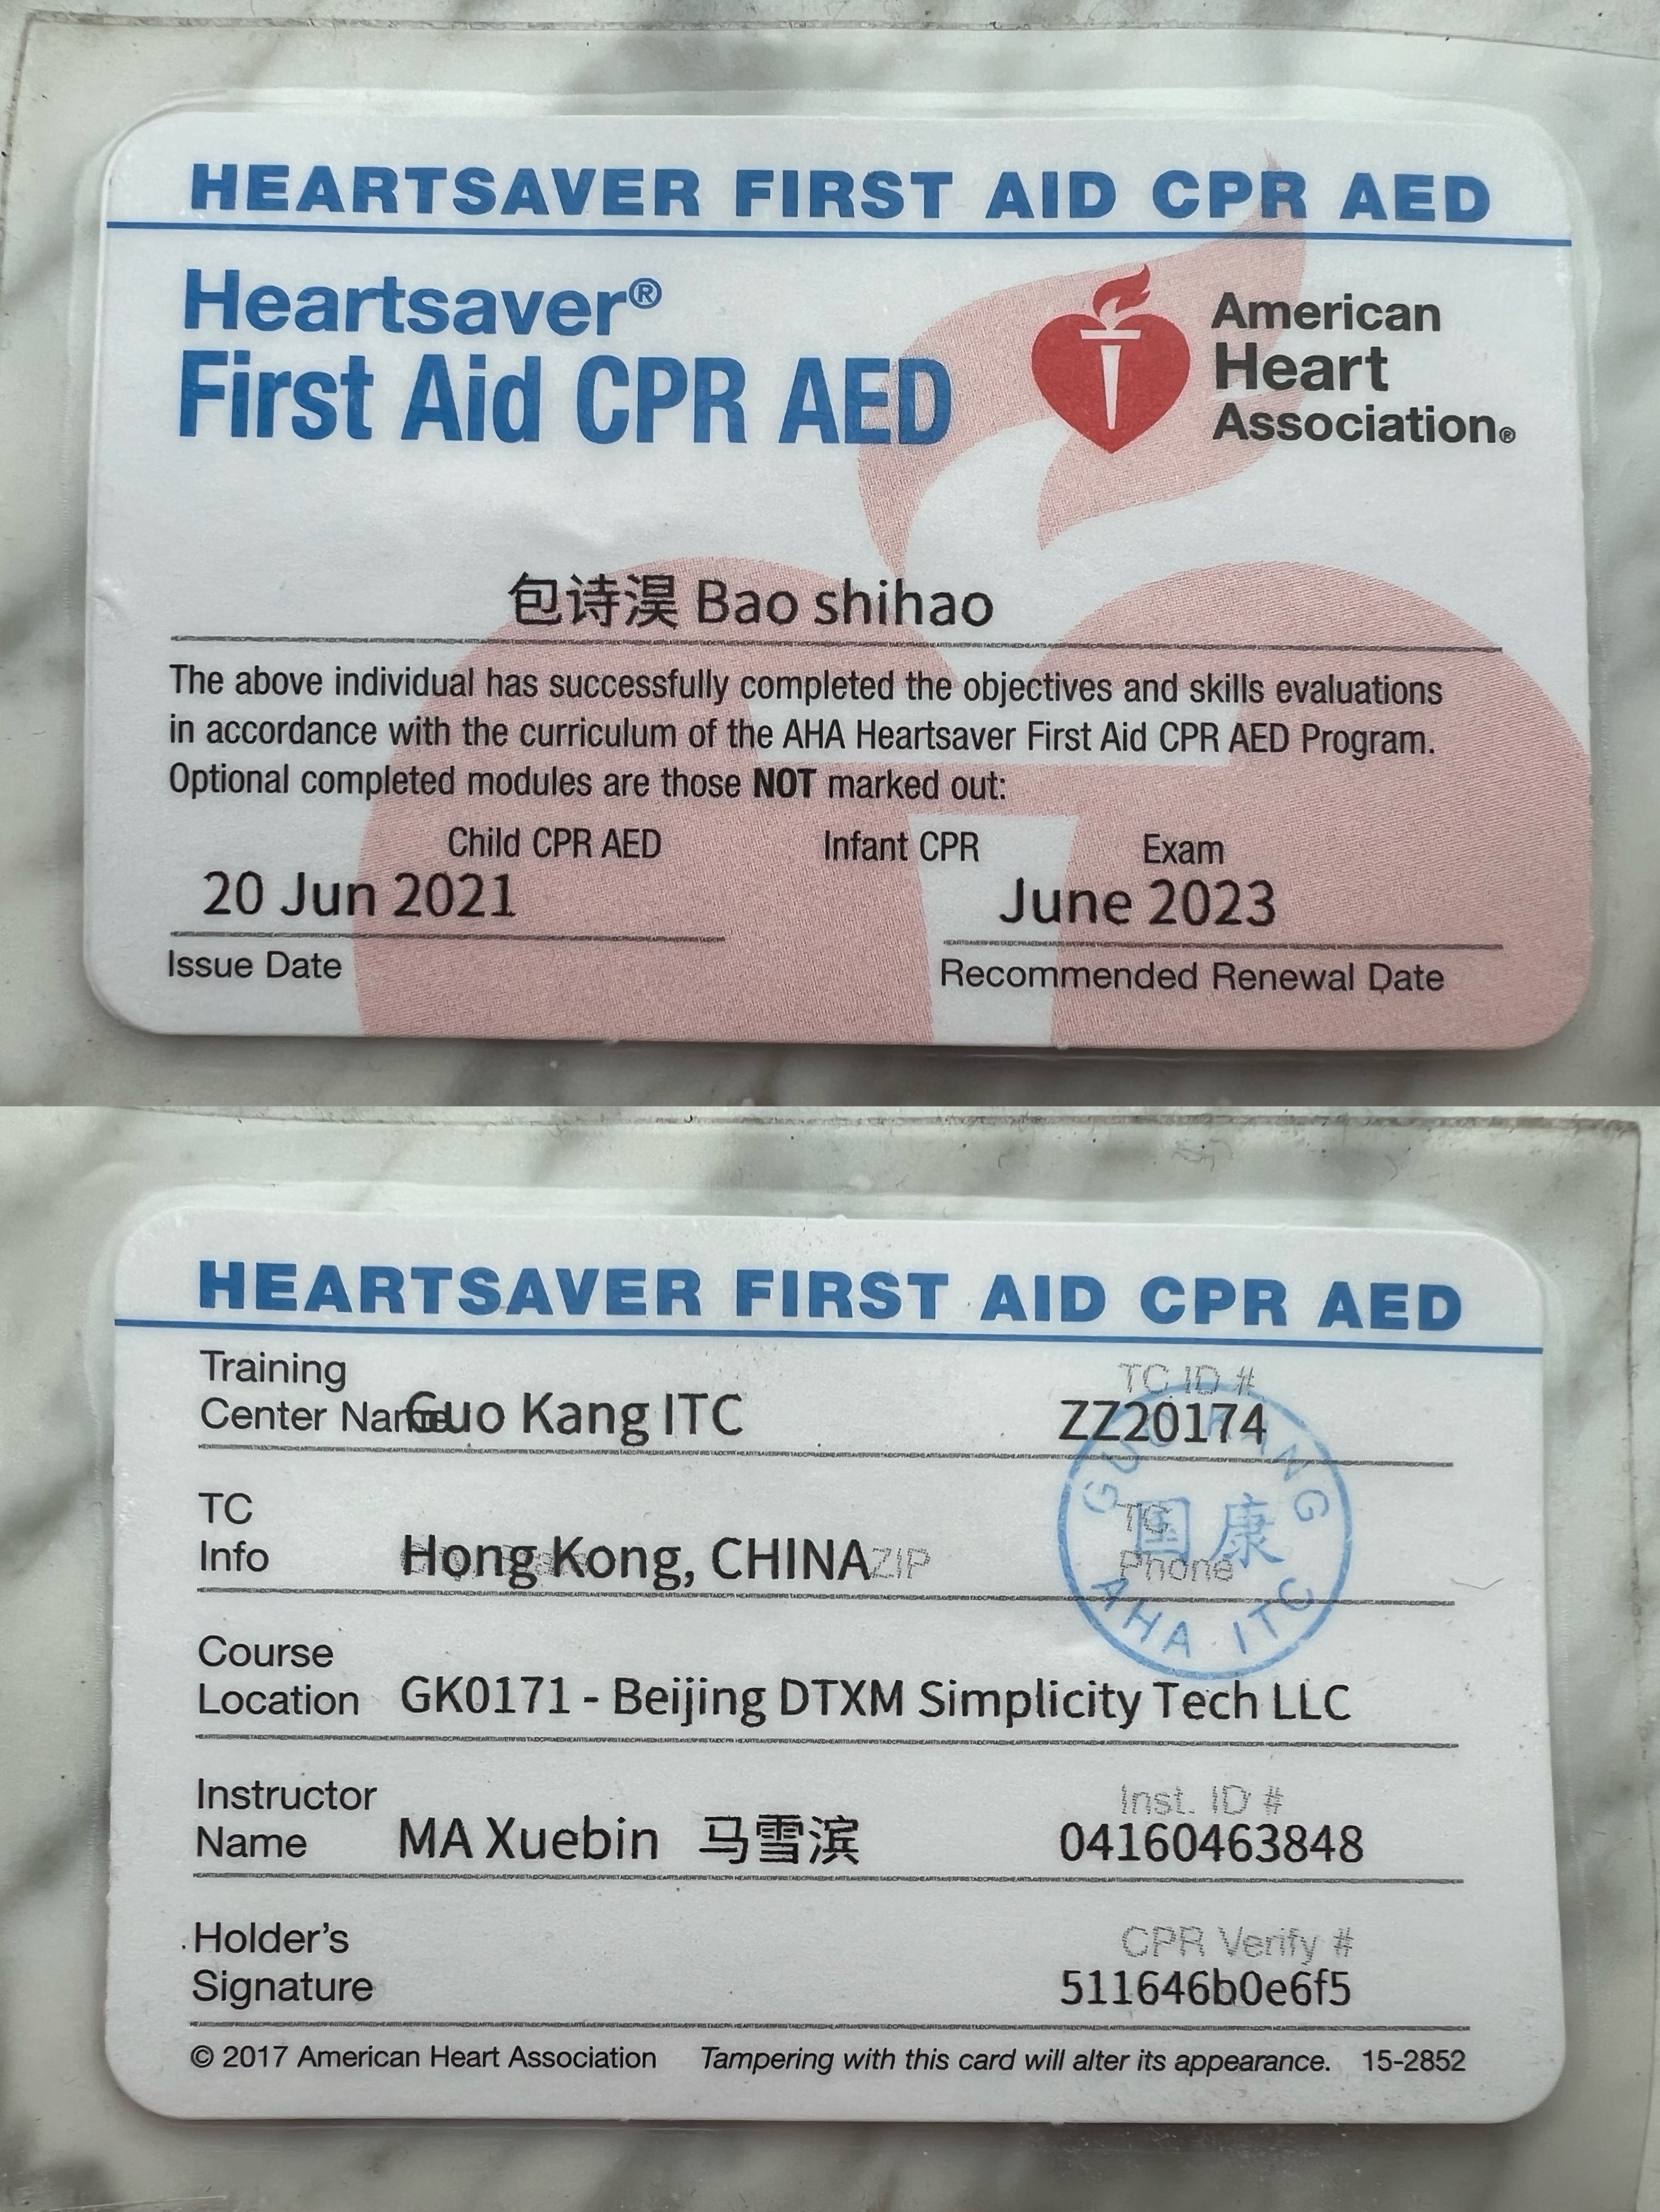 HEARTSAVER FIRST AID CPR AED
Heartsaver®
First Aid CPR AED
American
Heart
Association®
包诗淏 Bao shihao
The above individual has successfully completed the objectives and skills evaluations
in accordance with the curriculum of the AHA Heartsaver First Aid CPR AED Program.
Optional completed modules are those NOT marked out:
Child CPR AED Infant CPR Exam
20 Jun 2021 June 2023
Issue Date Recommended Renewal Date
HEARTSAVER FIRST AID CPR AED
Training TC ID #
Center Name Guo Kang ITC ZZ20174
GUO KANG
国康
AHA ITC
TC TC
Info Hong Kong, CHINA ZIP Phone
Course
Location GK0171 - Beijing DTXM Simplicity Tech LLC
Instructor Inst. ID #
Name MA Xuebin 马雪滨 04160463848
Holder's CPR Verify #
Signature 511646b0e6f5
© 2017 American Heart Association Tampering with this card will alter its appearance. 15-2852